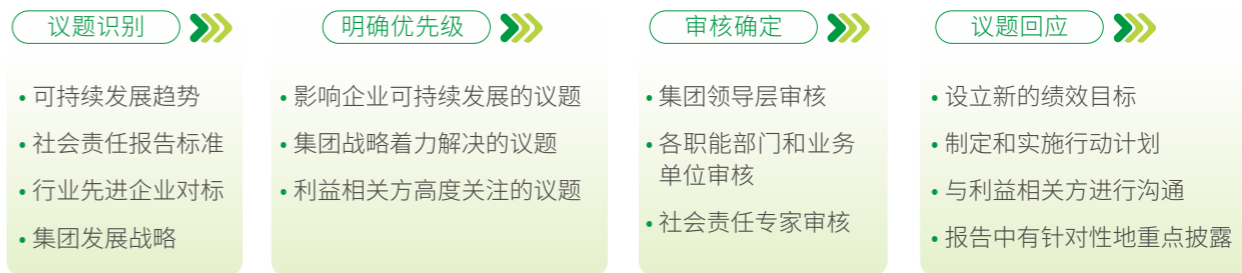 议题识别
• 可持续发展趋势
• 社会责任报告标准
• 行业先进企业对标
• 集团发展战略
明确优先级
• 影响企业可持续发展的议题
• 集团战略着力解决的议题
• 利益相关方高度关注的议题
审核确定
• 集团领导层审核
• 各职能部门和业务
单位审核
• 社会责任专家审核
议题回应
• 设立新的绩效目标
• 制定和实施行动计划
• 与利益相关方进行沟通
• 报告中有针对性地重点披露